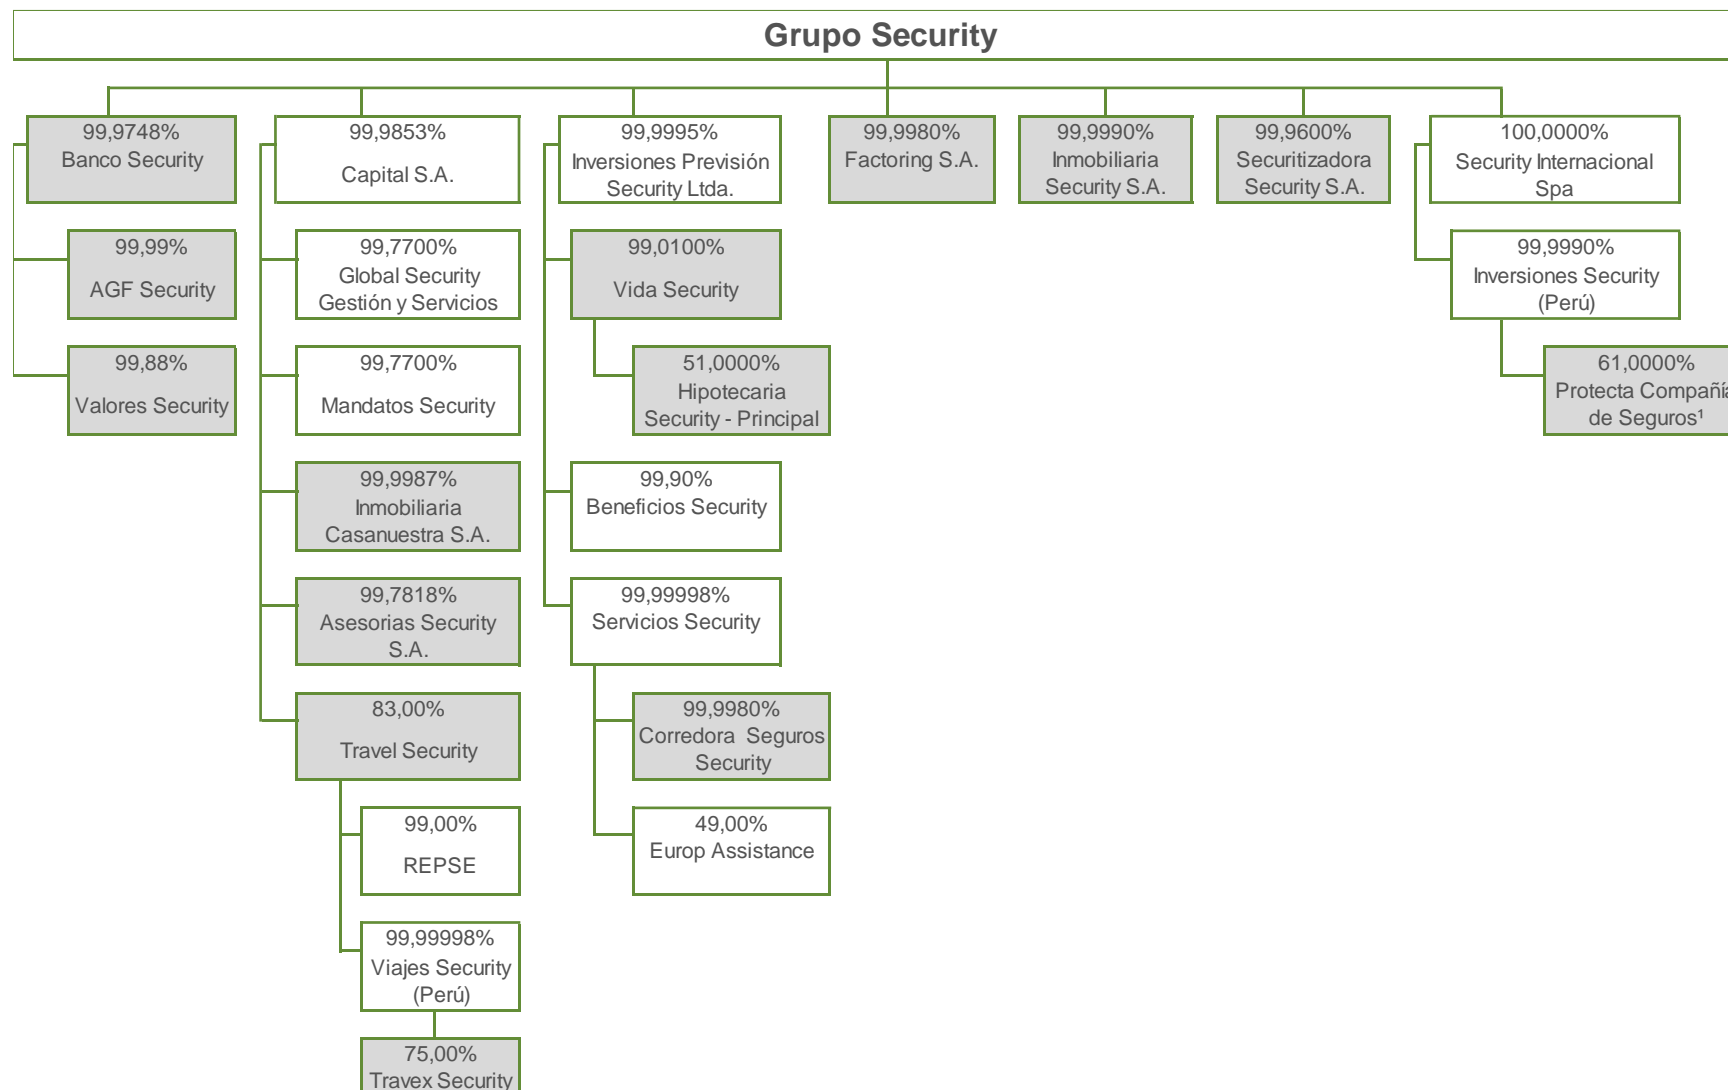 Grupo Security
99,9748%
Banco Security
99,9853%
Capital S.A.
99,9995%
Inversiones Previsión
Security Ltda.
99,9980%
Factoring S.A.
99,9990%
Inmobiliaria
Security S.A.
99,9600%
Securitizadora
Security S.A.
100,0000%
Security Internacional
Spa
99,99%
AGF Security
99,7700%
Global Security
Gestión y Servicios
99,0100%
Vida Security
99,9990%
Inversiones Security
(Perú)
99,88%
Valores Security
99,7700%
Mandatos Security
51,0000%
Hipotecaria
Security - Principal
61,0000%
Protecta Compañía
de Seguros¹
99,9987%
Inmobiliaria
Casanuestra S.A.
99,90%
Beneficios Security
99,7818%
Asesorias Security
S.A.
99,99998%
Servicios Security
83,00%
Travel Security
99,9980%
Corredora Seguros
Security
99,00%
REPSE
49,00%
Europ Assistance
99,99998%
Viajes Security
(Perú)
75,00%
Travex Security